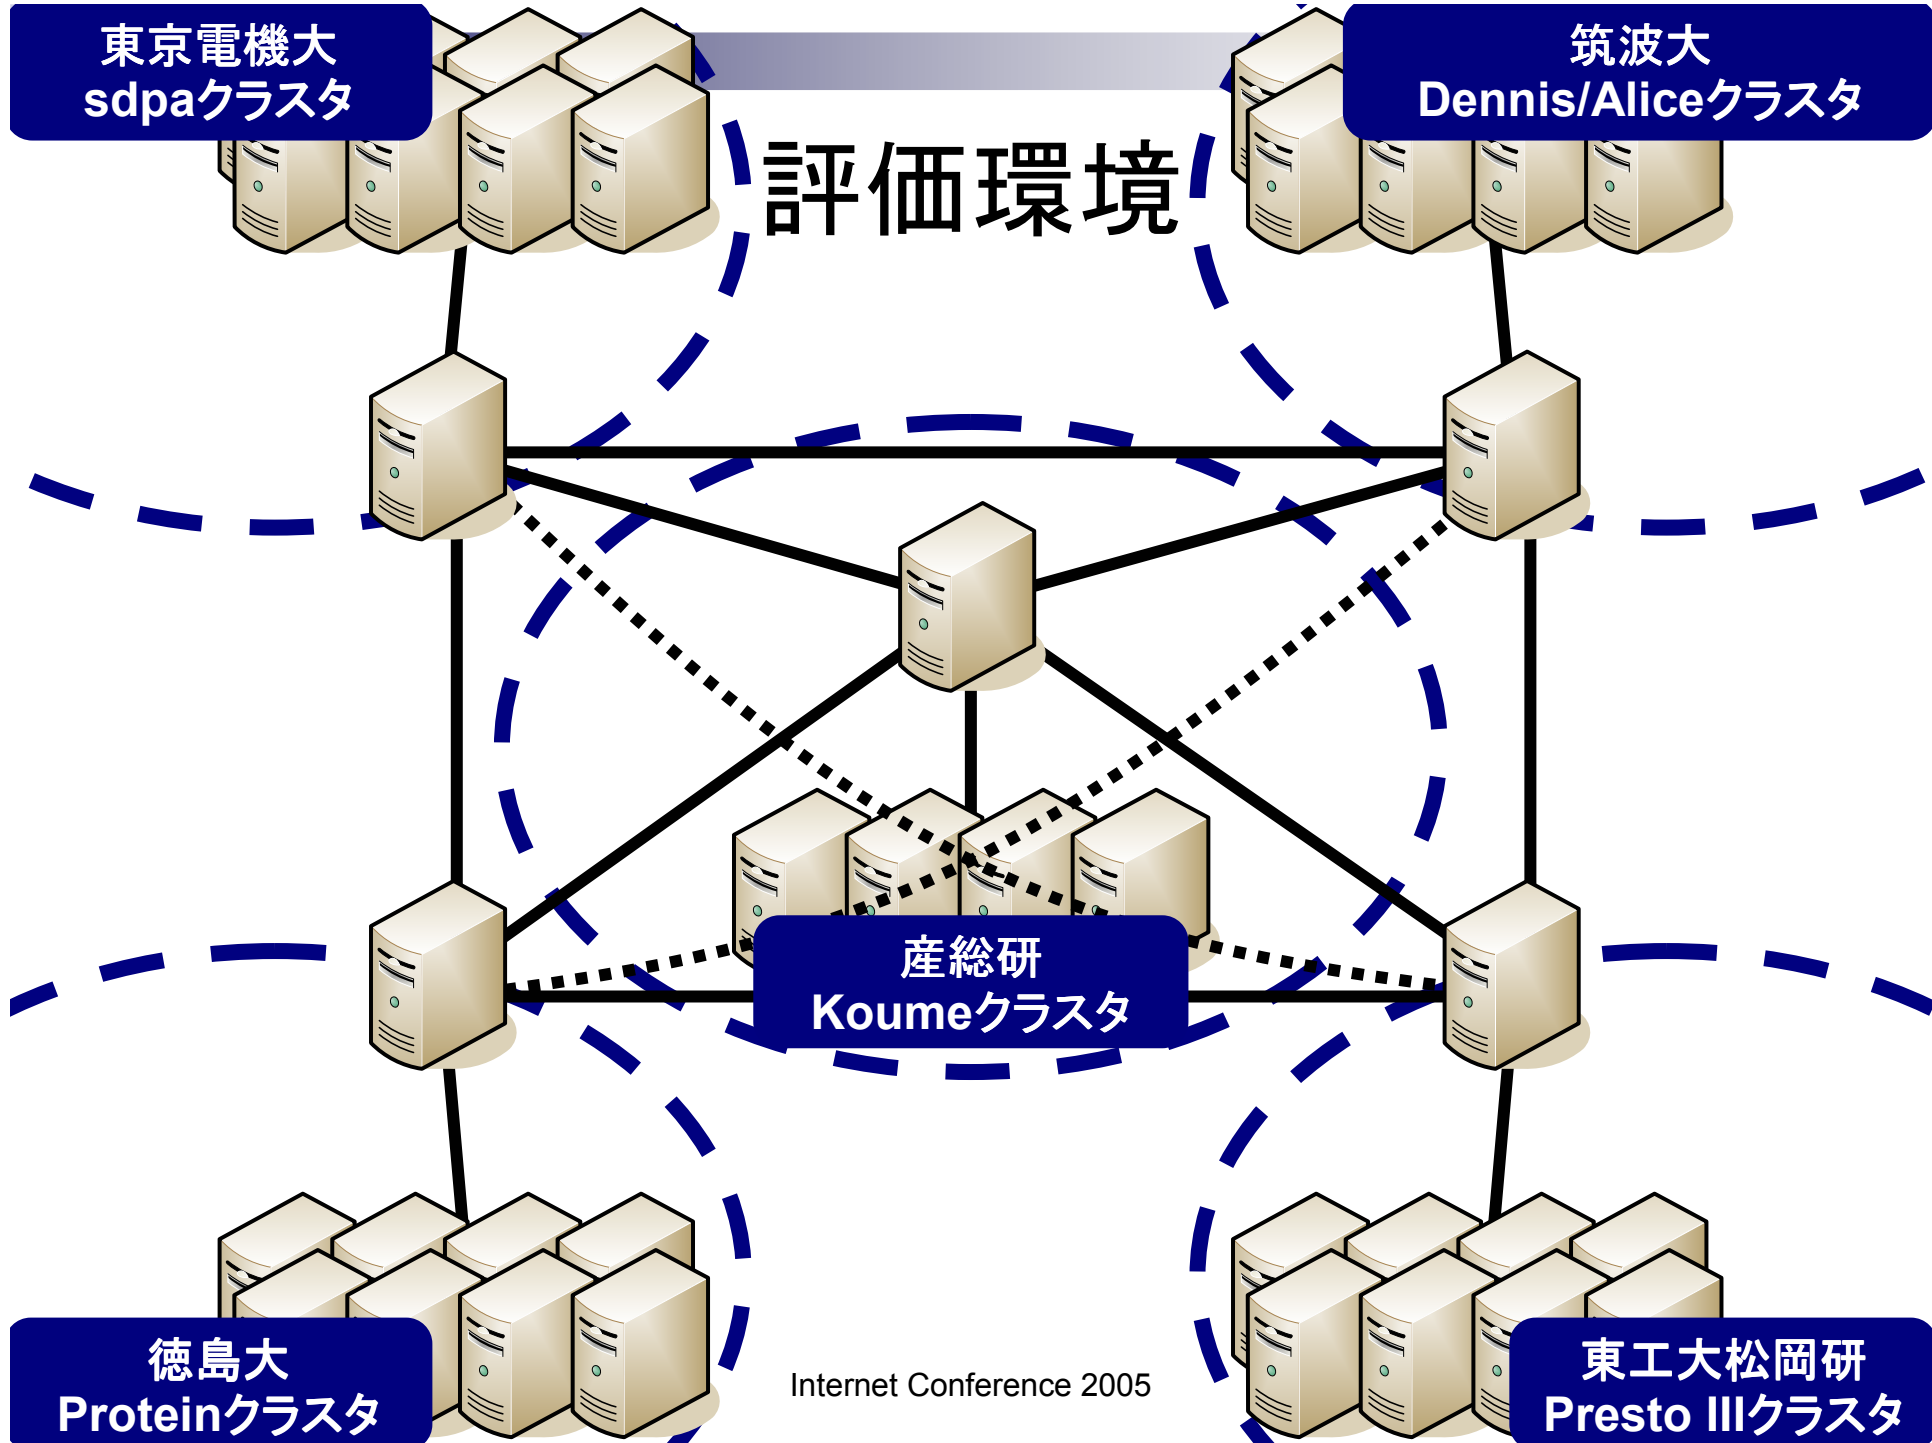 東京電機大
sdpaクラスタ
筑波大
Dennis/Aliceクラスタ
評価環境
産総研
Koumeクラスタ
徳島大
Proteinクラスタ
Internet Conference 2005
東工大松岡研
Presto IIIクラスタ